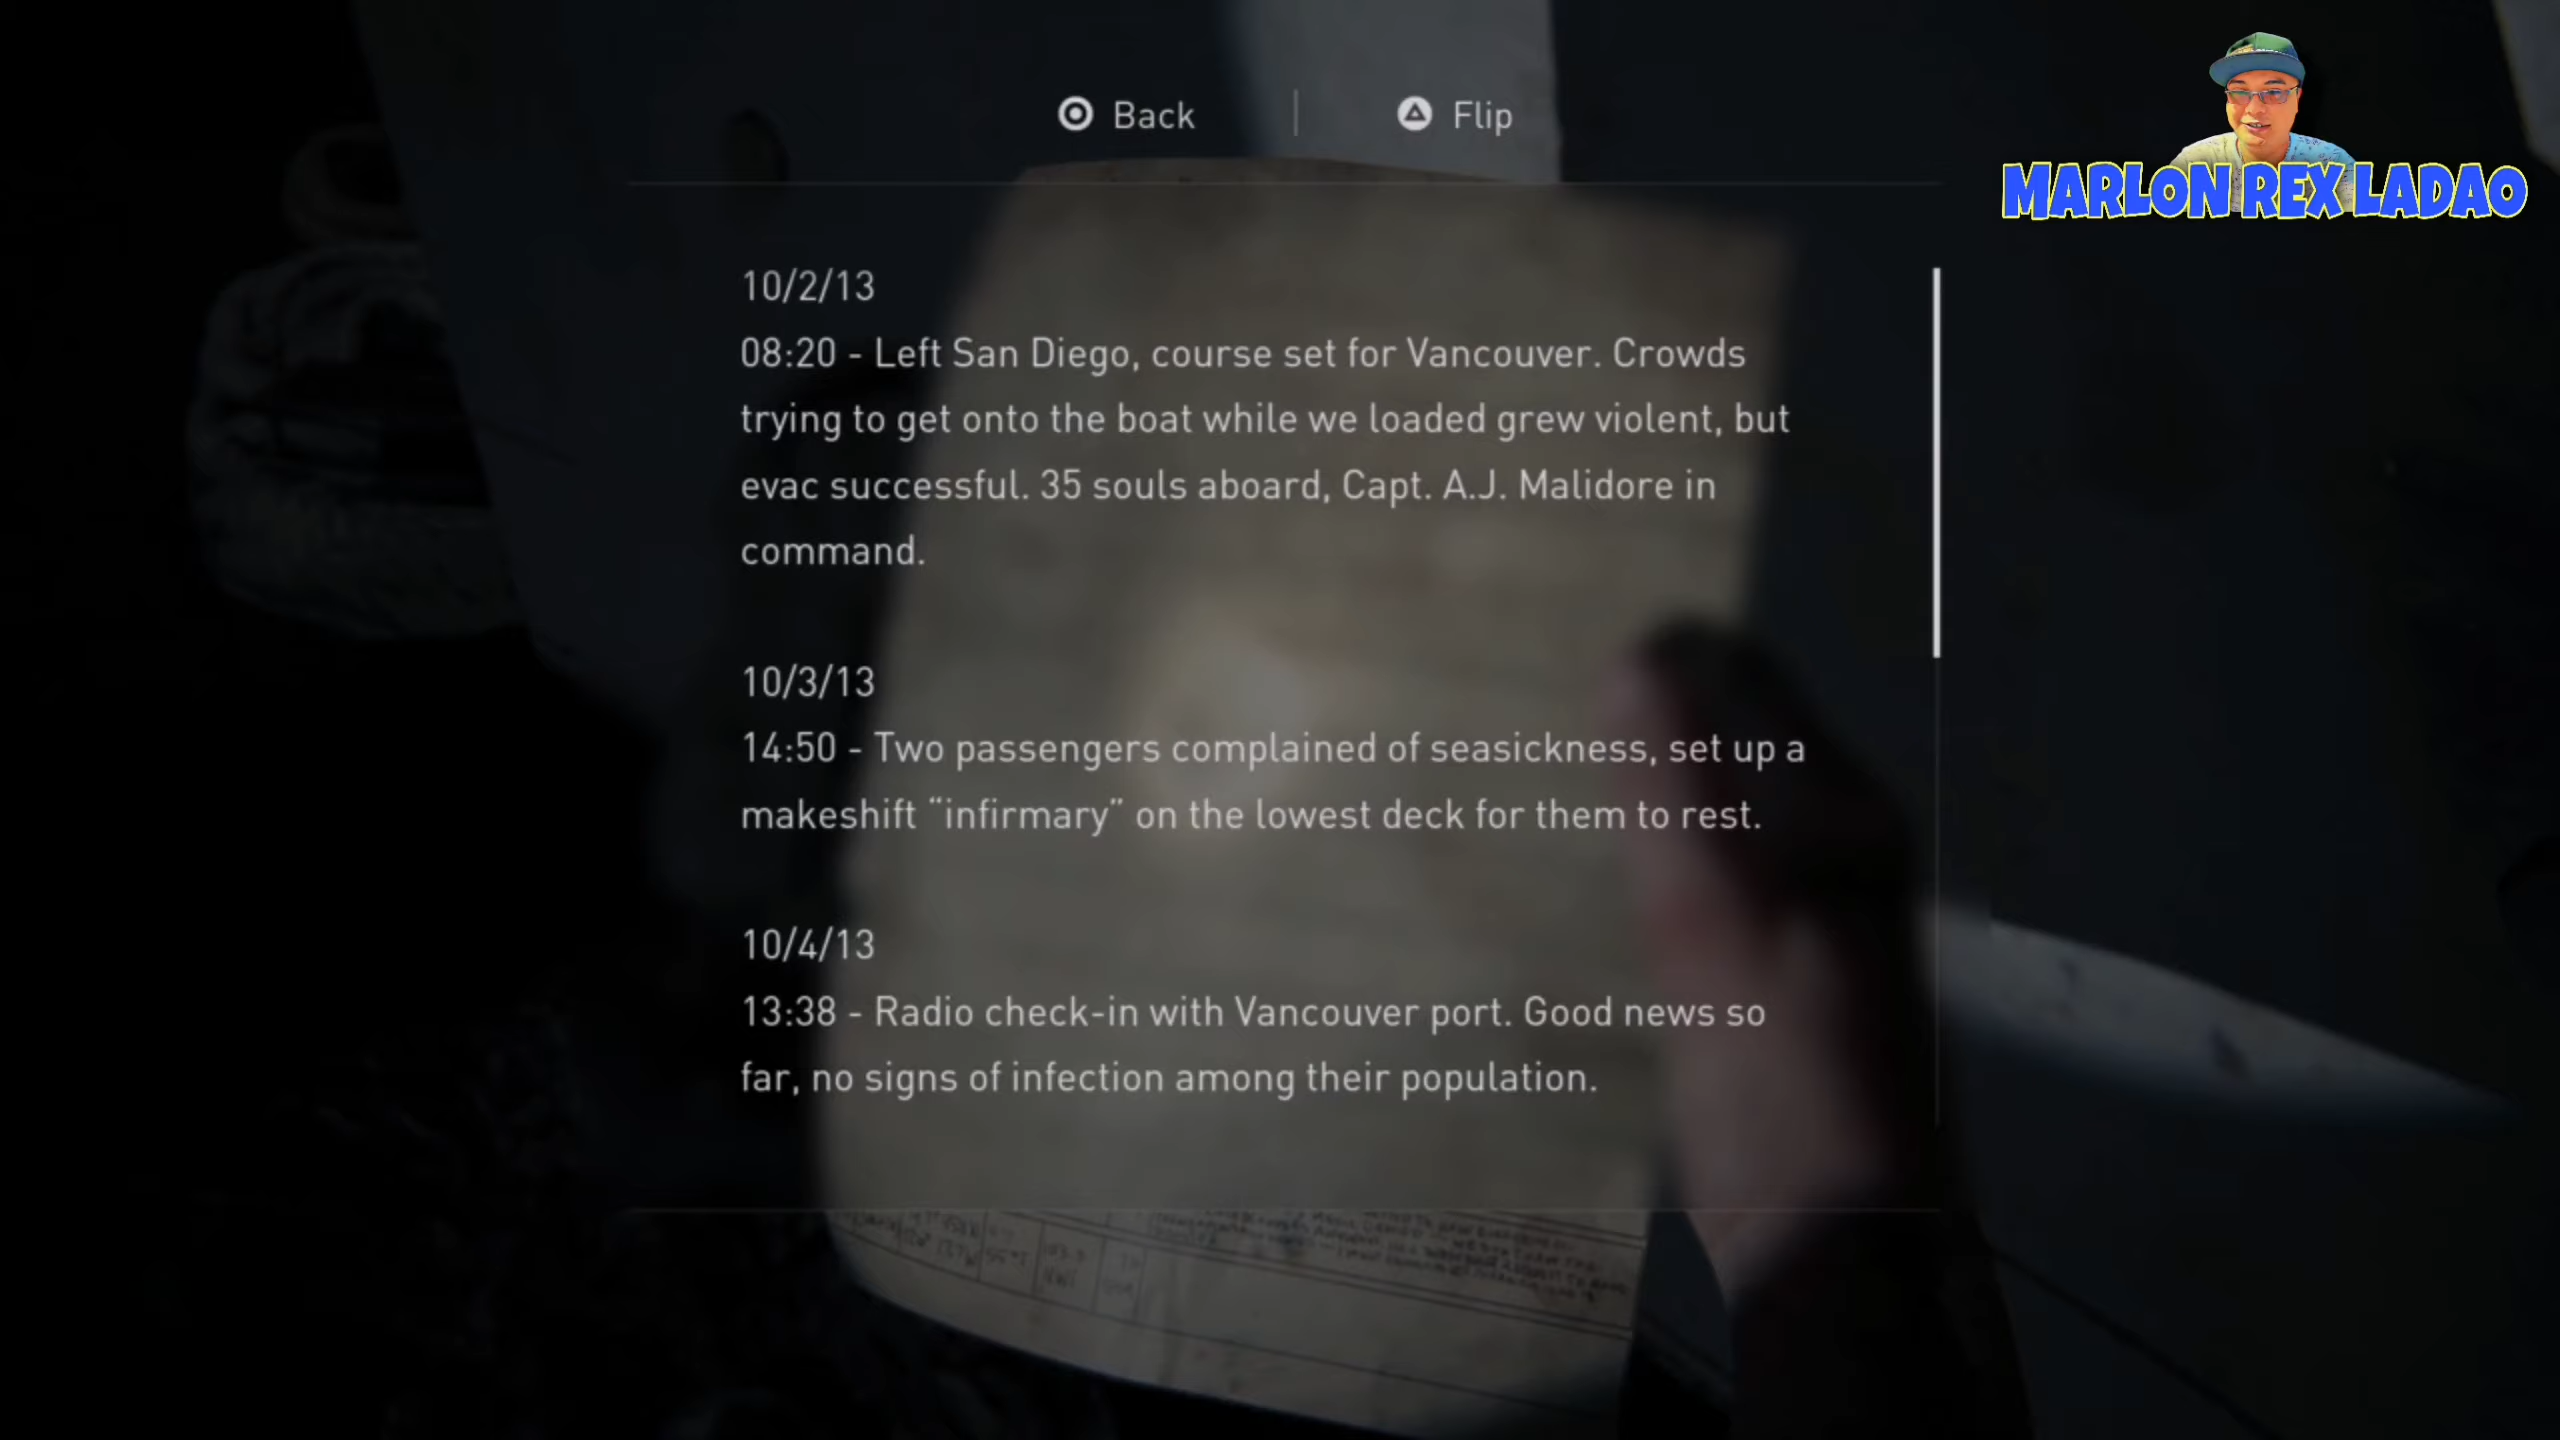 Back | Flip
MARLON REX LADAO
10/2/13
08:20 - Left San Diego, course set for Vancouver. Crowds
trying to get onto the boat while we loaded grew violent, but
evac successful. 35 souls aboard, Capt. A.J. Malidore in
command.
10/3/13
14:50 - Two passengers complained of seasickness, set up a
makeshift “infirmary” on the lowest deck for them to rest.
10/4/13
13:38 - Radio check-in with Vancouver port. Good news so
far, no signs of infection among their population.